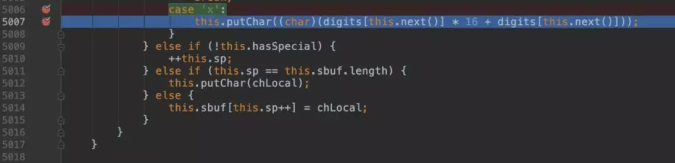 5006 case 'x':
5007 this.putChar((char)(digits[this.next()] * 16 + digits[this.next()]));
5008 }
5009 } else if (!this.hasSpecial) {
5010 ++this.sp;
5011 } else if (this.sp == this.sbuf.length) {
5012 this.putChar(chLocal);
5013 } else {
5014 this.sbuf[this.sp++] = chLocal;
5015 }
5016 }
5017 }
5018